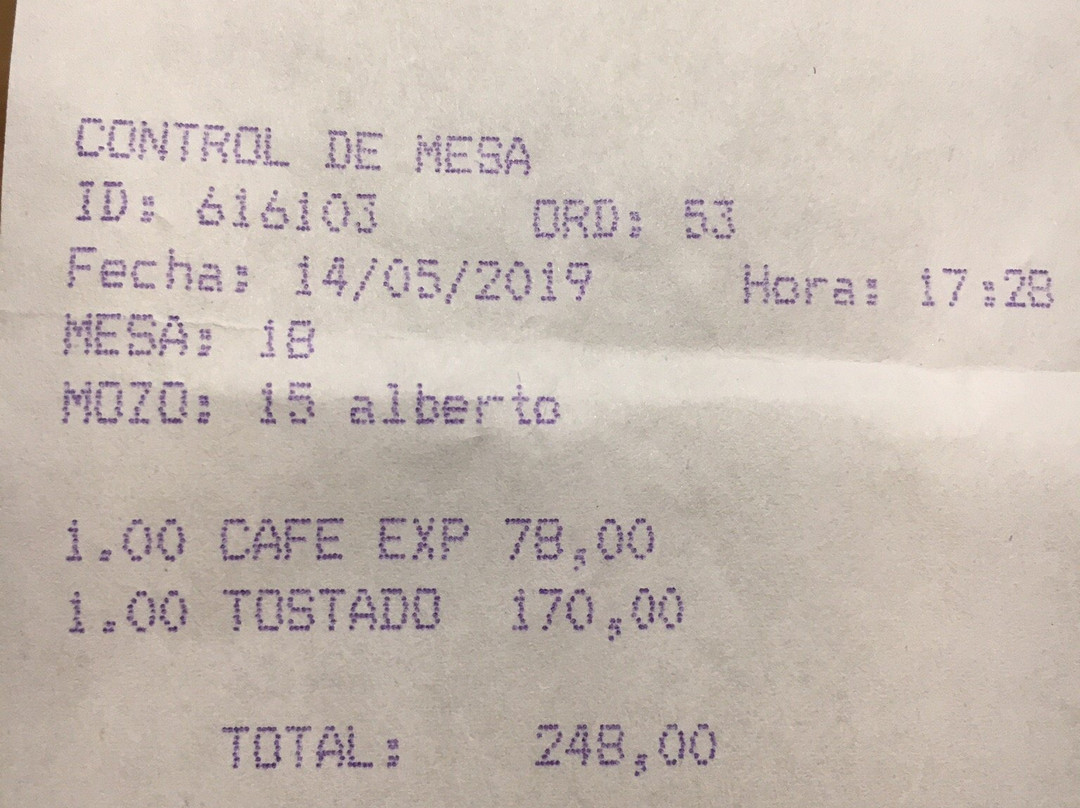 CONTROL DE MESA
ID: 616103 ORD: 53
Fecha: 14/05/2019 Hora: 17:28
MESA: 18
MOZO: 15 alberto
1.00 CAFE EXP 78,00
1.00 TOSTADO 170,00
TOTAL: 248,00